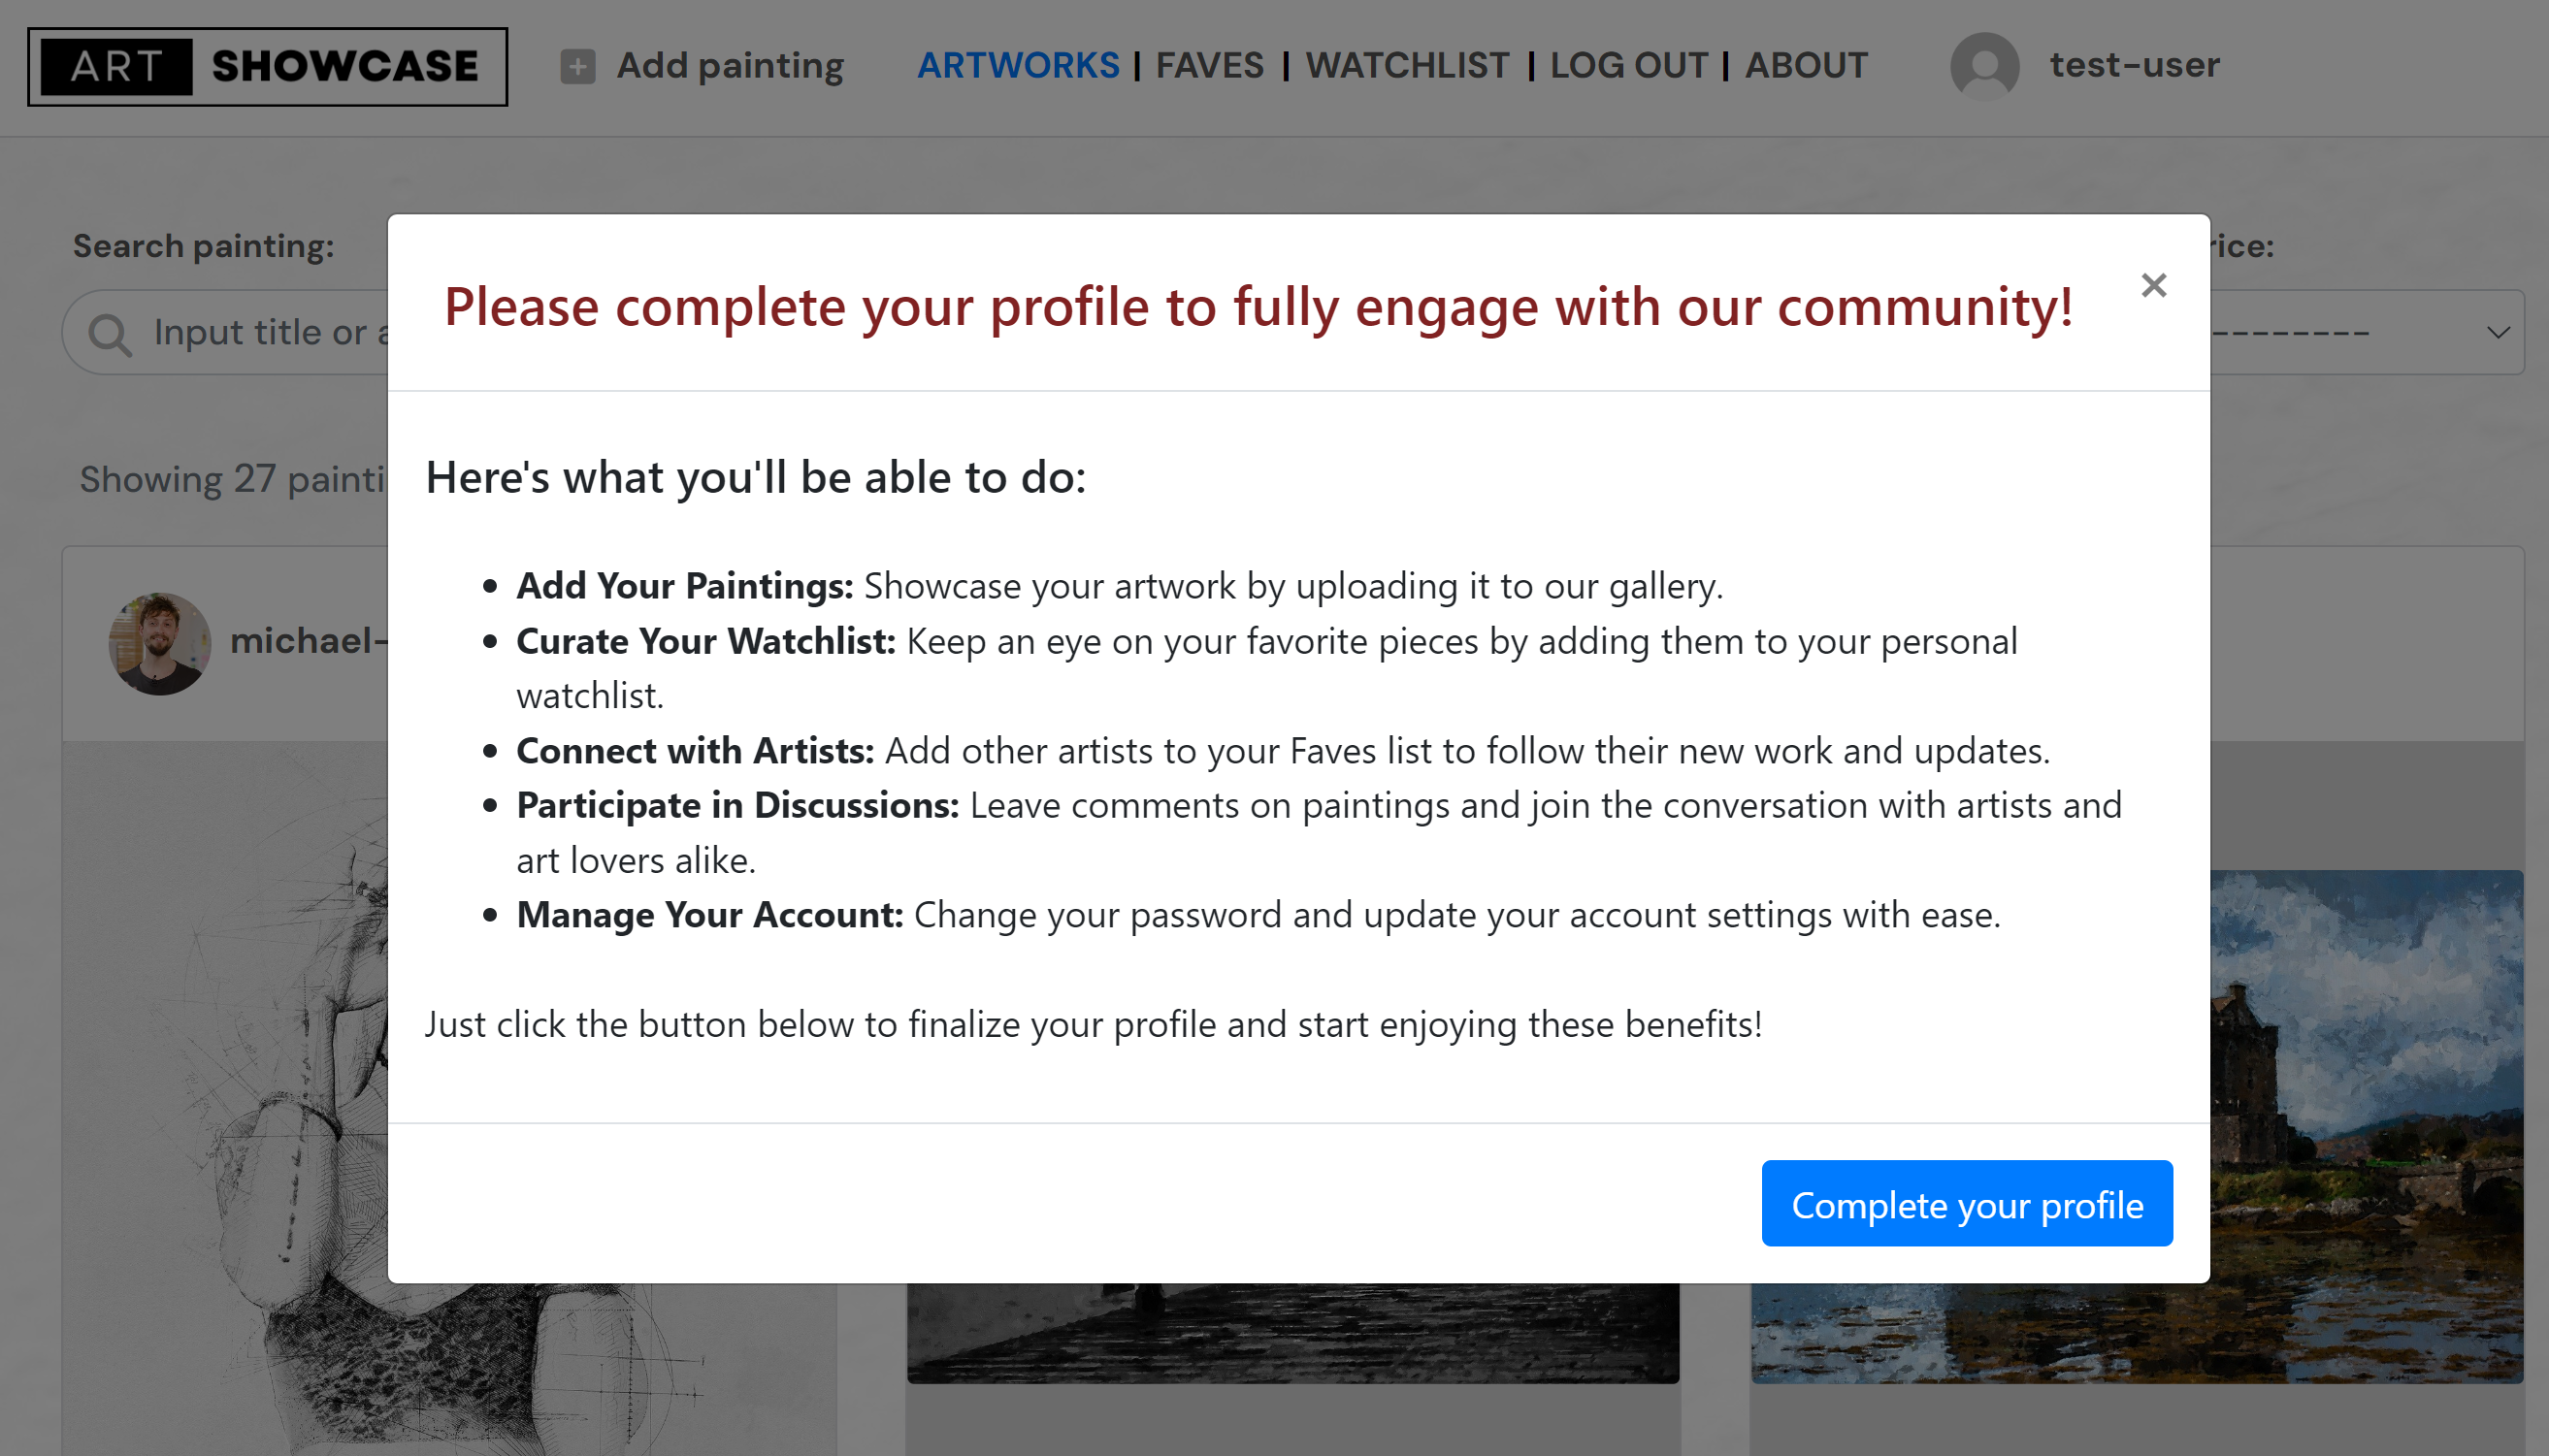 ART SHOWCASE
Add painting
ARTWORKS | FAVES | WATCHLIST | LOG OUT | ABOUT
test-user
Search painting:
rice:
Input title or a
---------
Showing 27 painti
michael-
Please complete your profile to fully engage with our community!
×
Here's what you'll be able to do:
• Add Your Paintings: Showcase your artwork by uploading it to our gallery.
• Curate Your Watchlist: Keep an eye on your favorite pieces by adding them to your personal
watchlist.
• Connect with Artists: Add other artists to your Faves list to follow their new work and updates.
• Participate in Discussions: Leave comments on paintings and join the conversation with artists and
art lovers alike.
• Manage Your Account: Change your password and update your account settings with ease.
Just click the button below to finalize your profile and start enjoying these benefits!
Complete your profile